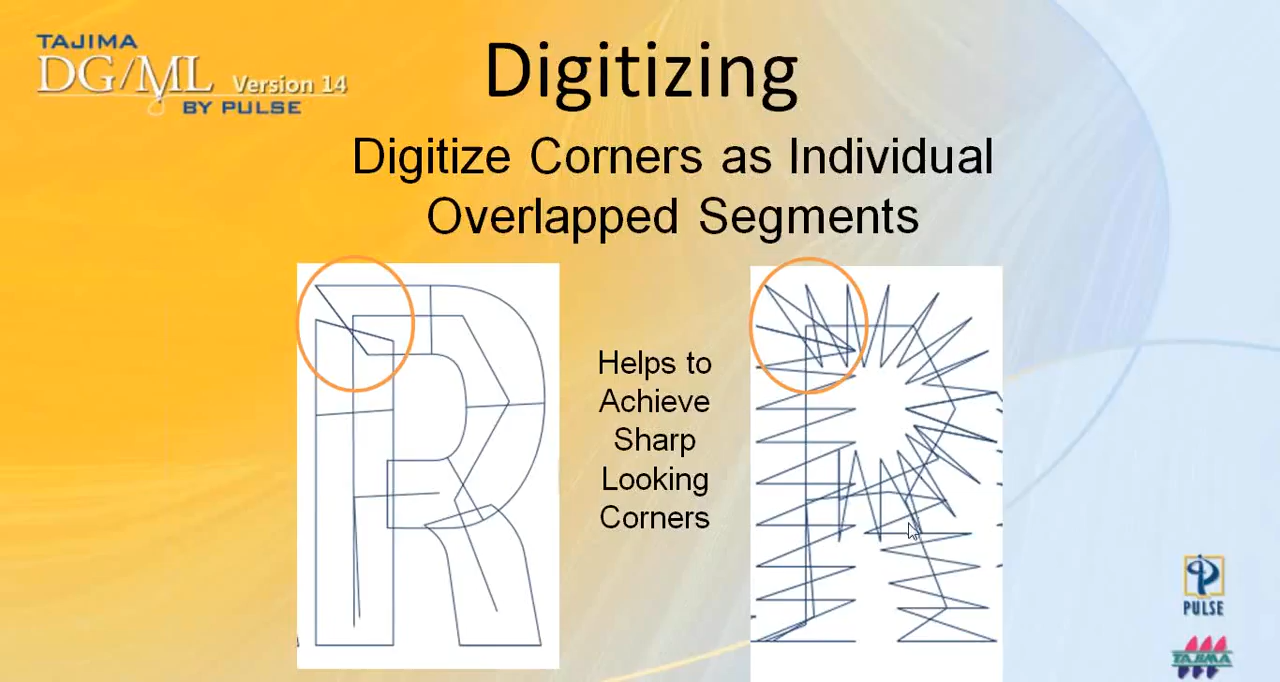 TAJIMA
DG/ML Version 14
BY PULSE
Digitizing
Digitize Corners as Individual
Overlapped Segments
Helps to
Achieve
Sharp
Looking
Corners
PULSE
TAJIMA